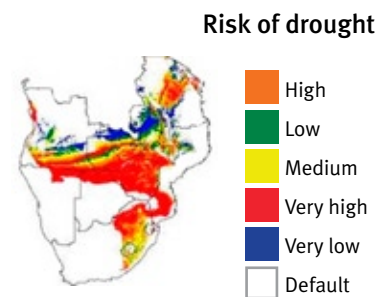 Risk of drought
High
Low
Medium
Very high
Very low
Default